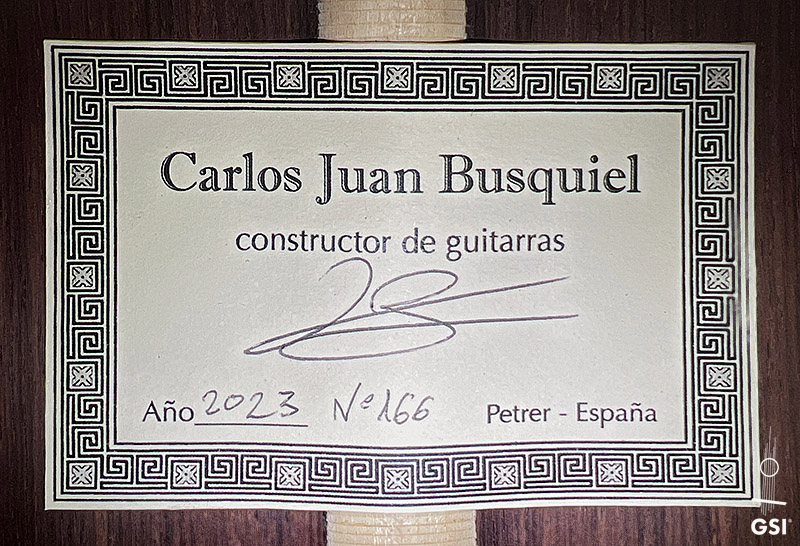 Carlos Juan Busquiel
constructor de guitarras
Año 2023 Nº 166 Petrer - España
GSI